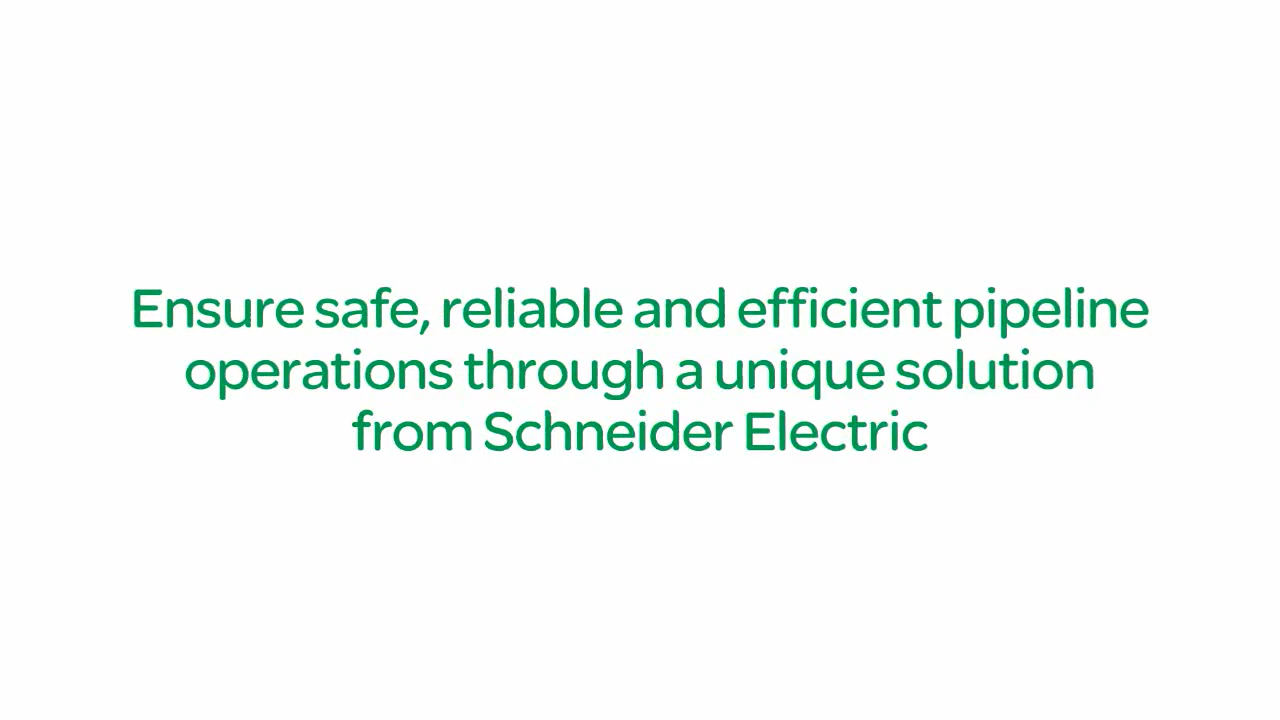 Ensure safe, reliable and efficient pipeline
operations through a unique solution
from Schneider Electric